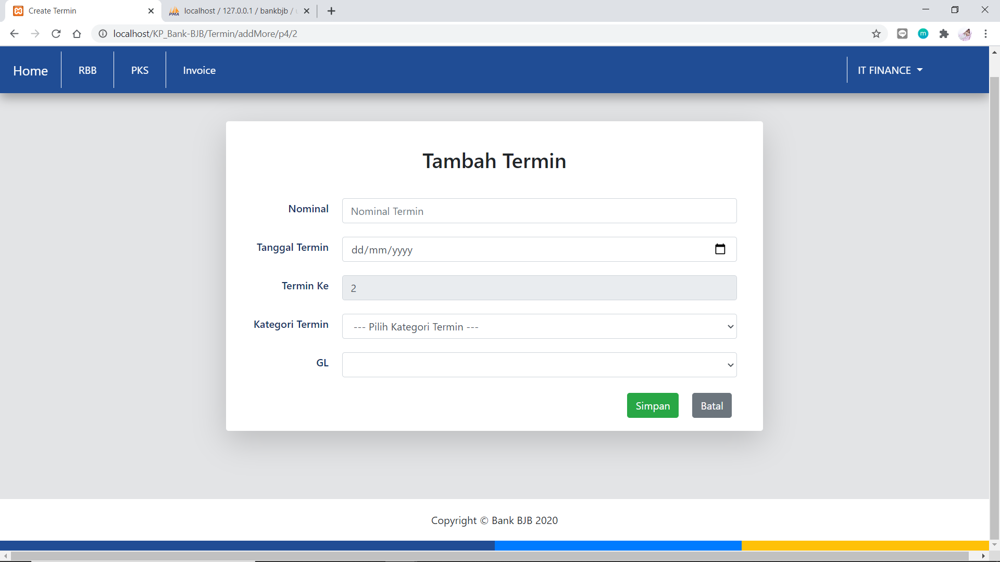 Create Termin
localhost / 127.0.0.1 / bankbjb /
localhost/KP_Bank-BJB/Termin/addMore/p4/2
Home
RBB
PKS
Invoice
IT FINANCE
Tambah Termin
Nominal
Nominal Termin
Tanggal Termin
dd/mm/yyyy
Termin Ke
2
Kategori Termin
--- Pilih Kategori Termin ---
GL
Simpan
Batal
Copyright © Bank BJB 2020